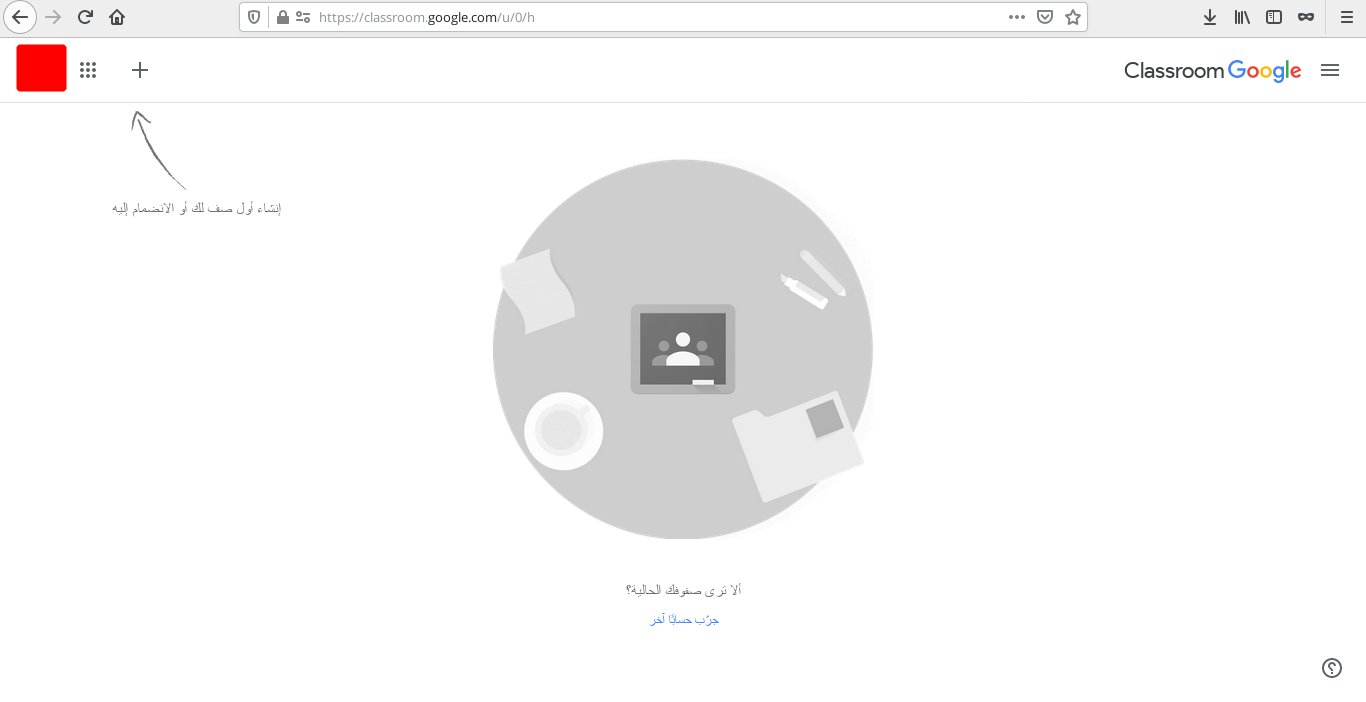 https://classroom.google.com/u/0/h
Classroom Google
إنشاء أول صف لك أو الانضمام إليه
ألا ترى صفوفك الحالية؟
جرّب حسابًا آخر